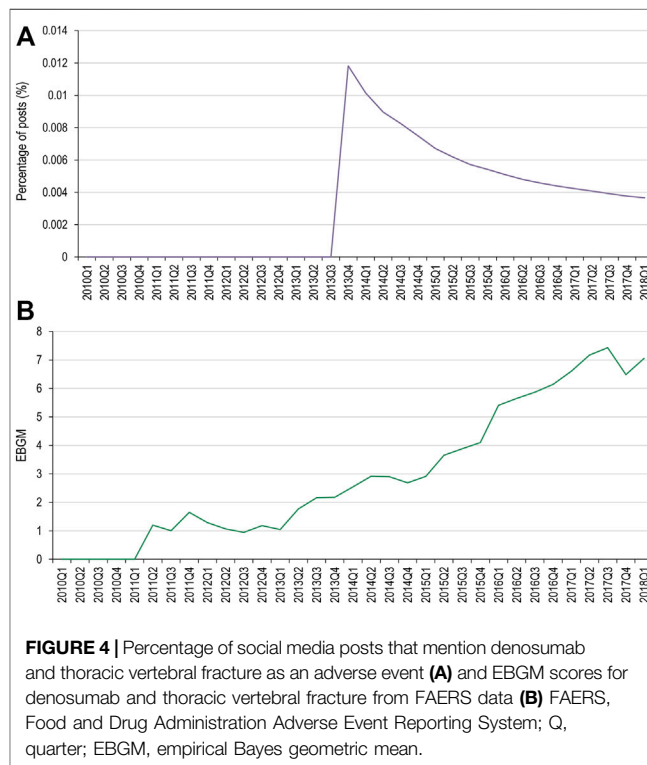 A
Percentage of posts (%)
0.014
0.012
0.01
0.008
0.006
0.004
0.002
0
2010Q1
2010Q2
2010Q3
2010Q4
2011Q1
2011Q2
2011Q3
2011Q4
2012Q1
2012Q2
2012Q3
2012Q4
2013Q1
2013Q2
2013Q3
2013Q4
2014Q1
2014Q2
2014Q3
2014Q4
2015Q1
2015Q2
2015Q3
2015Q4
2016Q1
2016Q2
2016Q3
2016Q4
2017Q1
2017Q2
2017Q3
2017Q4
2018Q1
B
EBGM
8
7
6
5
4
3
2
1
0
2010Q1
2010Q2
2010Q3
2010Q4
2011Q1
2011Q2
2011Q3
2011Q4
2012Q1
2012Q2
2012Q3
2012Q4
2013Q1
2013Q2
2013Q3
2013Q4
2014Q1
2014Q2
2014Q3
2014Q4
2015Q1
2015Q2
2015Q3
2015Q4
2016Q1
2016Q2
2016Q3
2016Q4
2017Q1
2017Q2
2017Q3
2017Q4
2018Q1
FIGURE 4 | Percentage of social media posts that mention denosumab
and thoracic vertebral fracture as an adverse event (A) and EBGM scores for
denosumab and thoracic vertebral fracture from FAERS data (B) FAERS,
Food and Drug Administration Adverse Event Reporting System; Q,
quarter; EBGM, empirical Bayes geometric mean.